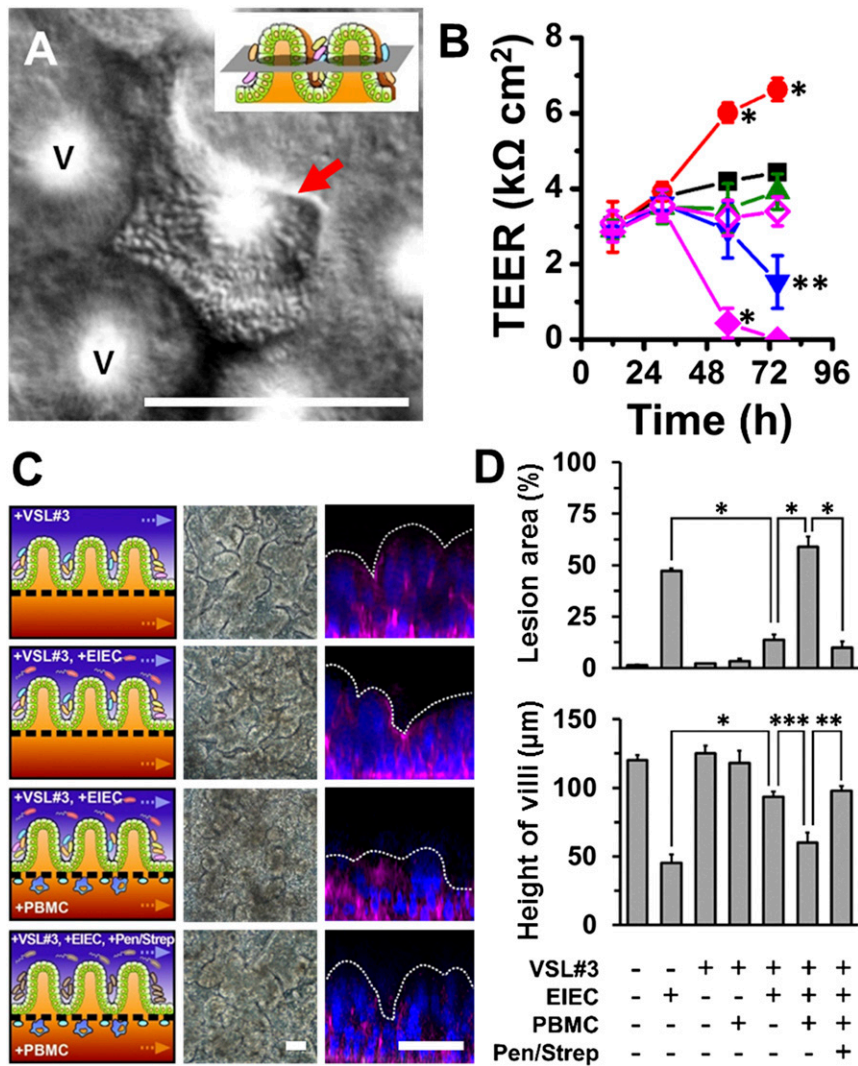 A
V
V
B
TEER (kΩ cm²)
6
4
2
0
*
*
**
*
0 24 48 72 96
Time (h)
C
+VSL#3
+VSL#3, +EIEC
+VSL#3, +EIEC
+PBMC
+VSL#3, +EIEC, +Pen/Strep
+PBMC
D
Lesion area (%)
100
75
50
25
0
* * *
Height of villi (μm)
150
100
50
0
* *** **
VSL#3 - - + + + + +
EIEC - + - - + + +
PBMC - - - + - + +
Pen/Strep - - - - - - +